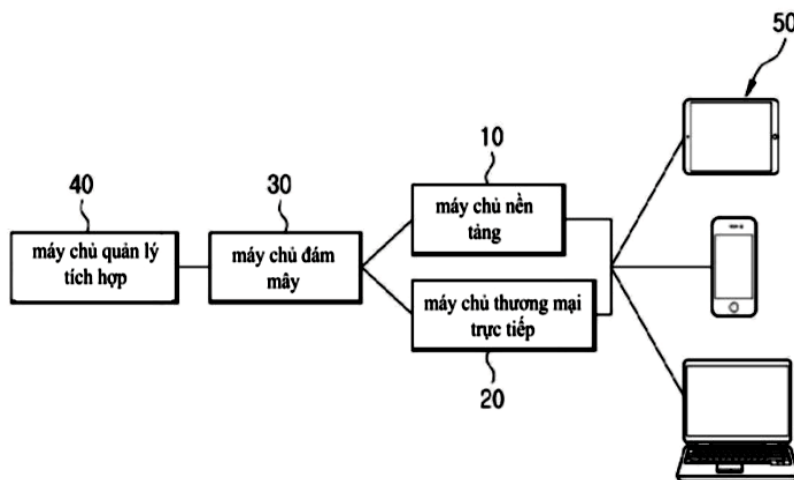 50
10
40
30
máy chủ nền
tảng
máy chủ quản lý
tích hợp
máy chủ đám
mây
máy chủ thương mại
trực tiếp
20